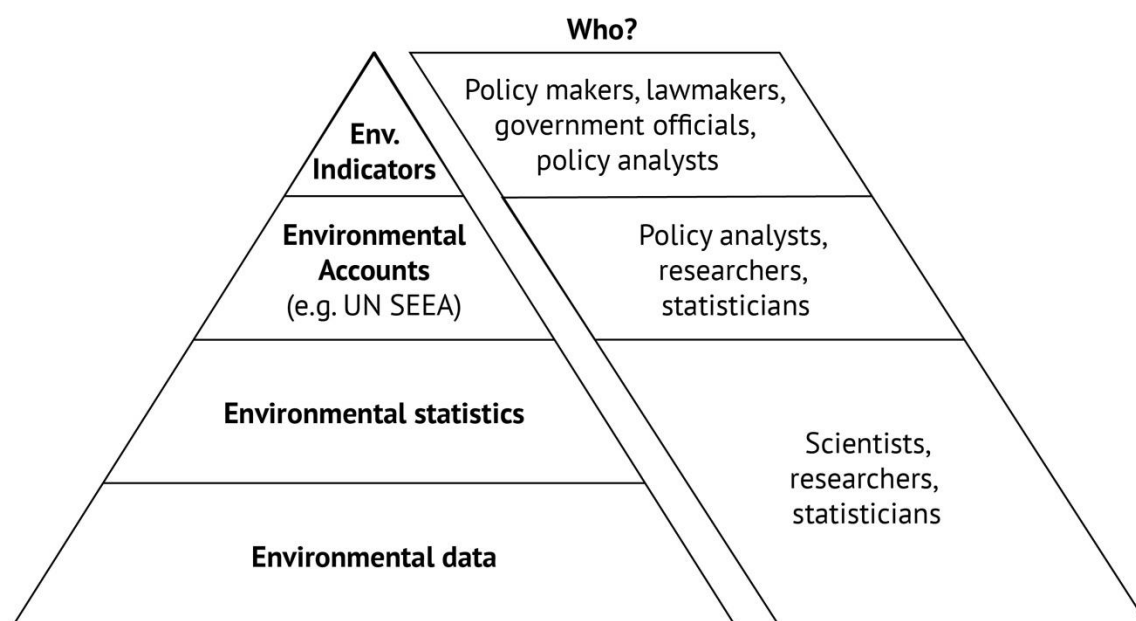 Who?
Env.
Indicators
Policy makers, lawmakers,
government officials,
policy analysts
Environmental
Accounts
(e.g. UN SEEA)
Policy analysts,
researchers,
statisticians
Environmental statistics
Environmental data
Scientists,
researchers,
statisticians